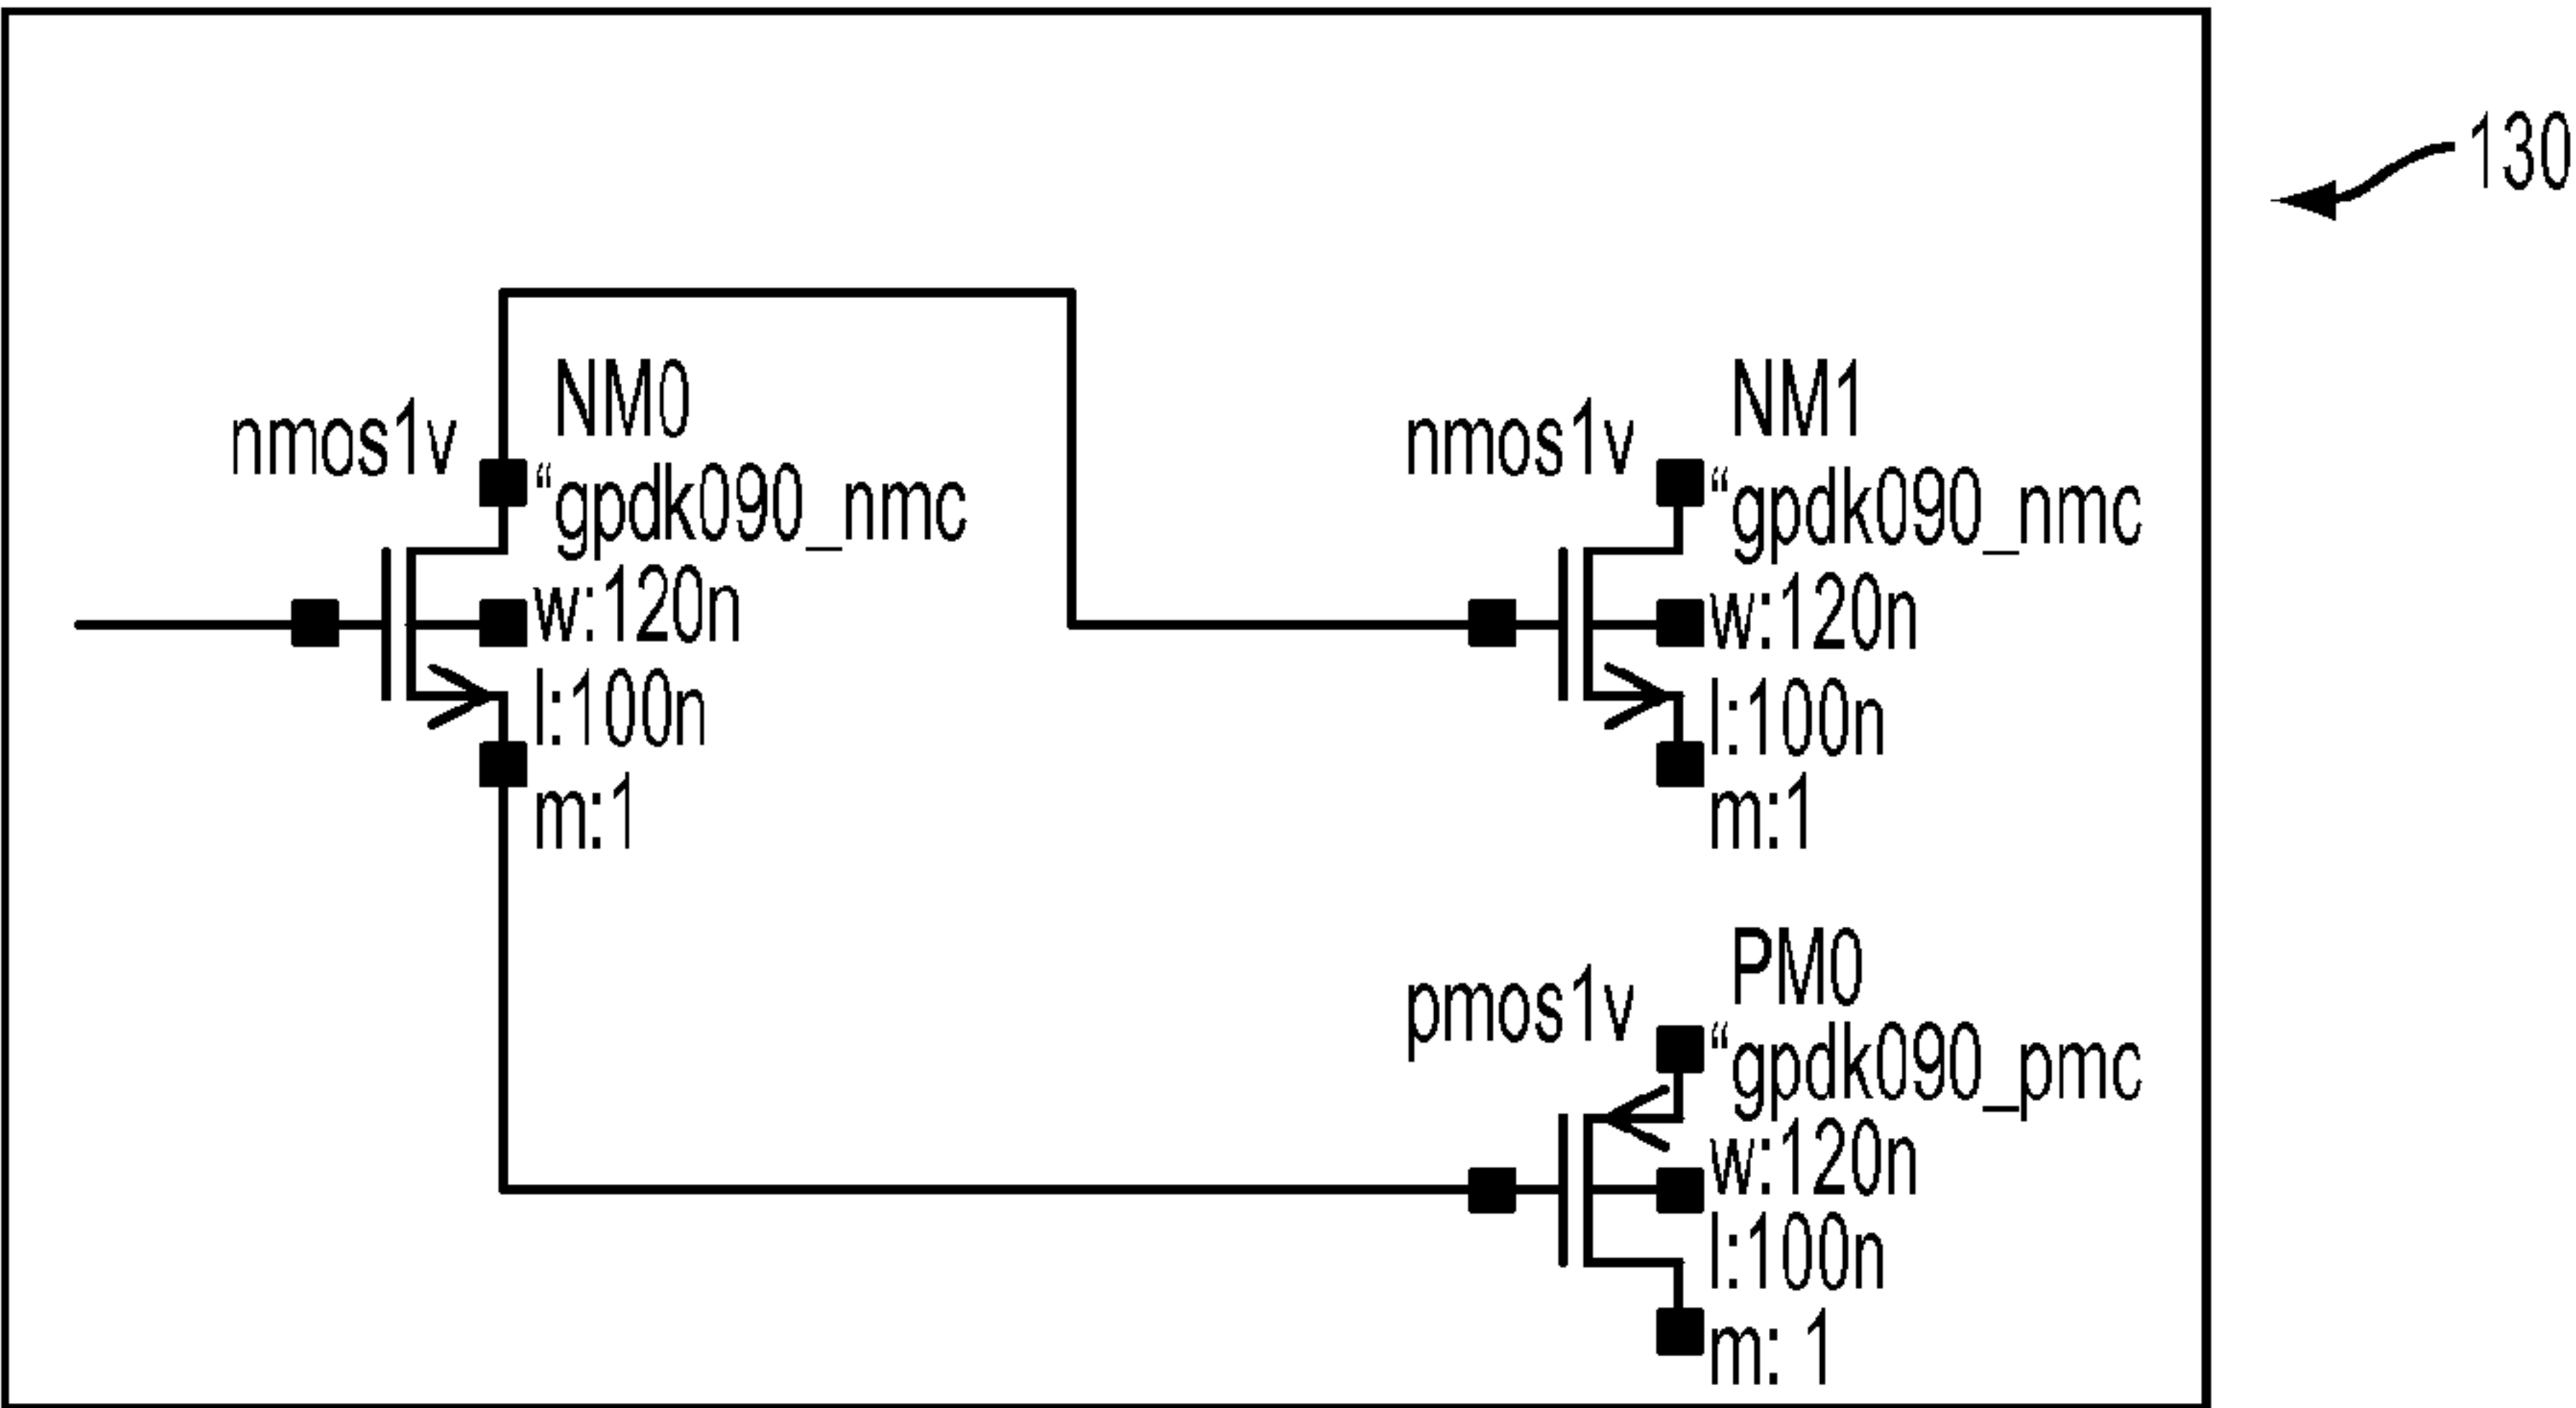 130
NM0
nmos1v
“gpdk090_nmc
w:120n
l:100n
m:1
NM1
nmos1v
“gpdk090_nmc
w:120n
l:100n
m:1
PM0
pmos1v
“gpdk090_pmc
w:120n
l:100n
m: 1